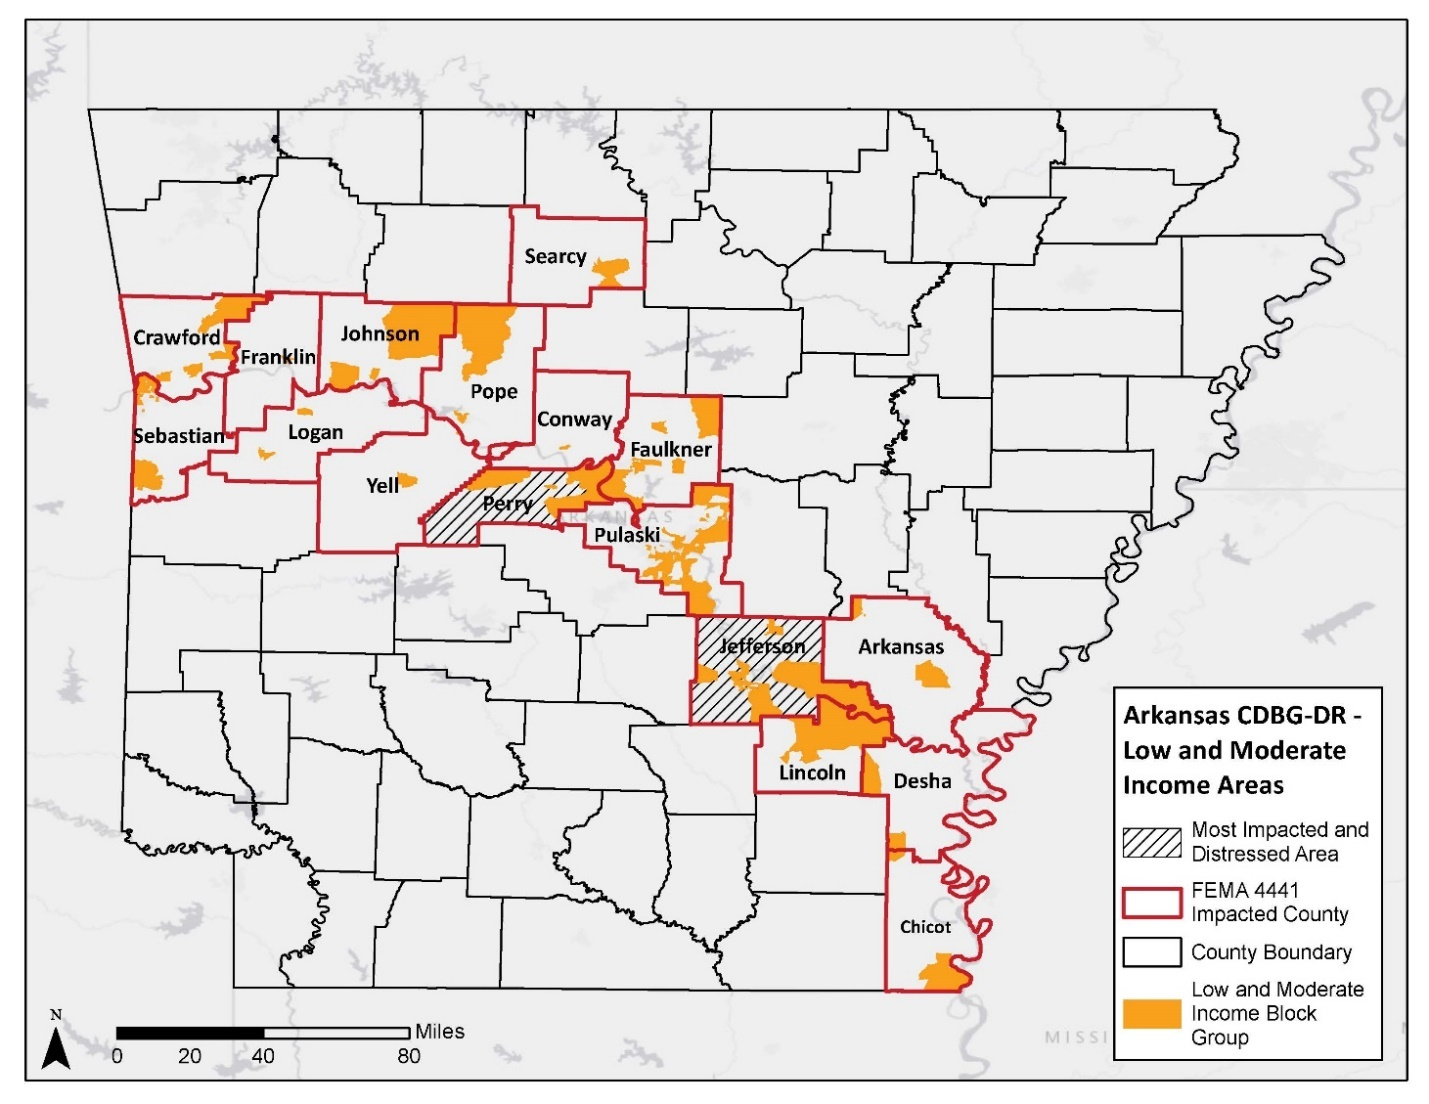 Searcy
Crawford
Franklin
Johnson
Pope
Conway
Sebastian
Logan
Faulkner
Yell
Perry
ARKANSAS
Pulaski
Jefferson
Arkansas
Lincoln
Desha
Chicot
Arkansas CDBG-DR -
Low and Moderate
Income Areas
Most Impacted and
Distressed Area
FEMA 4441
Impacted County
County Boundary
Low and Moderate
Income Block
Group
N
Miles
0 20 40 80
MISSI